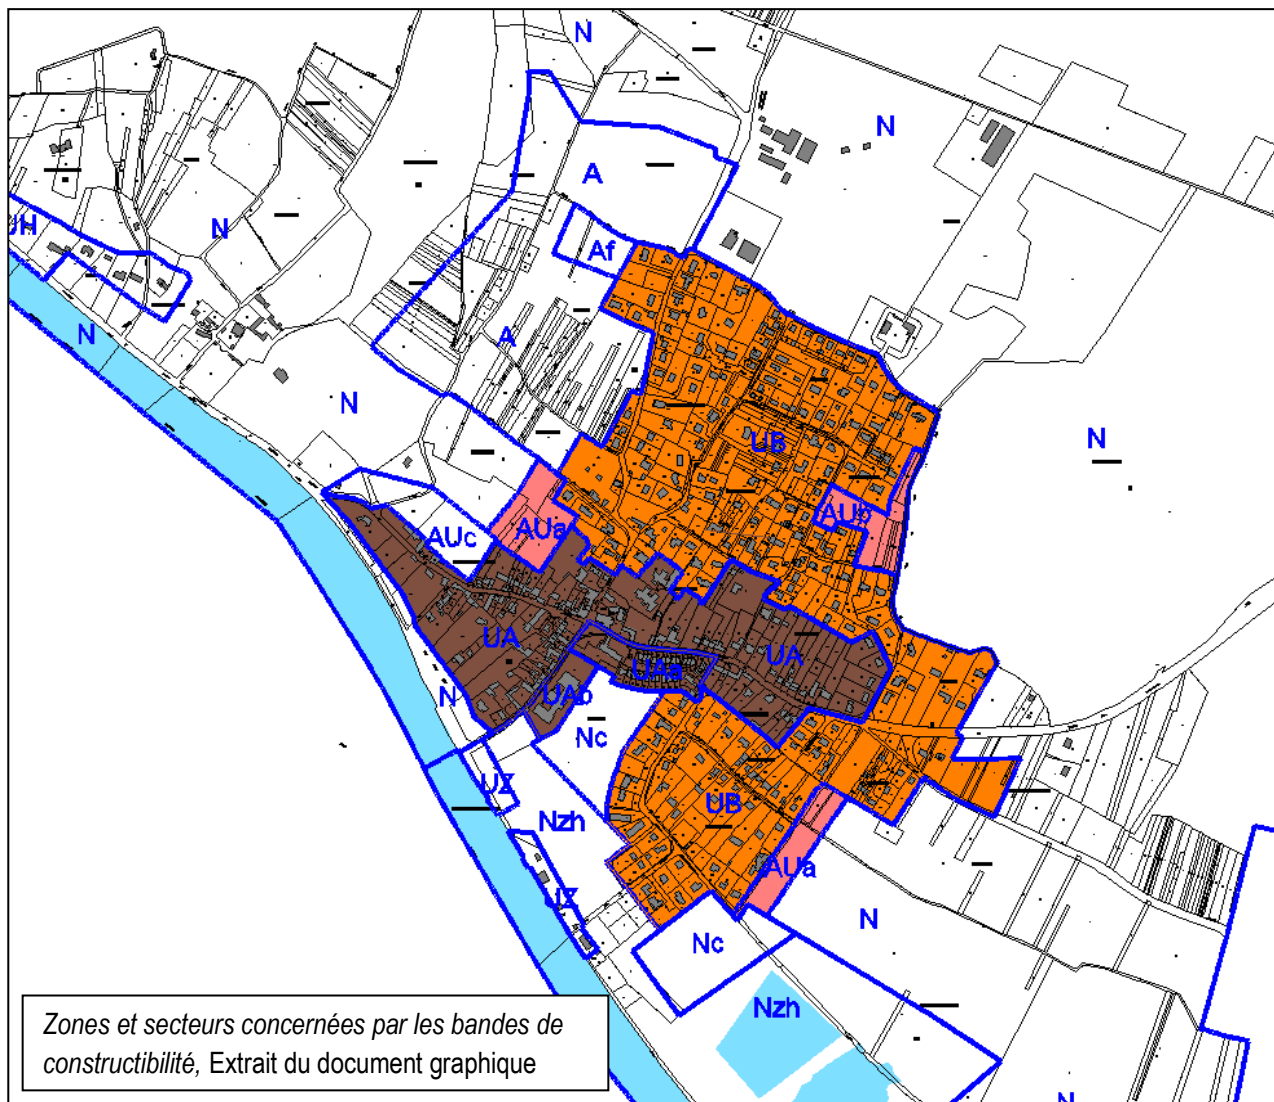 N
N
A
Af
UH
N
N
A
N
N
UB
AUb
AUc
AUa
UA
UAa
UA
UAb
N
Nc
UZ
Nzh
UB
AUa
UZ
N
Nc
Nzh
N
Zones et secteurs concernées par les bandes de
constructibilité, Extrait du document graphique